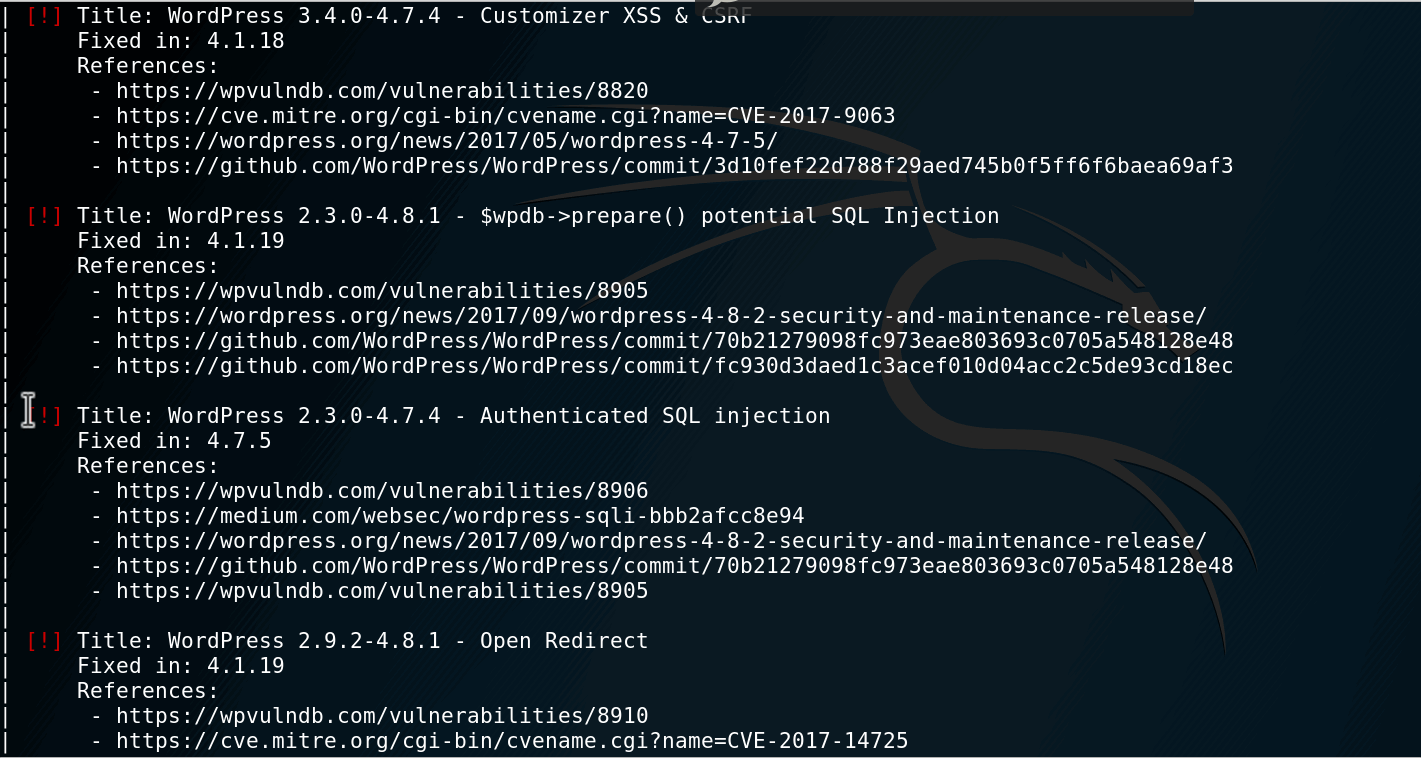 | [!] Title: WordPress 3.4.0-4.7.4 - Customizer XSS & CSRF
| Fixed in: 4.1.18
| References:
| - https://wpvulndb.com/vulnerabilities/8820
| - https://cve.mitre.org/cgi-bin/cvename.cgi?name=CVE-2017-9063
| - https://wordpress.org/news/2017/05/wordpress-4-7-5/
| - https://github.com/WordPress/WordPress/commit/3d10fef22d788f29aed745b0f5ff6f6baea69af3
|
| [!] Title: WordPress 2.3.0-4.8.1 - $wpdb->prepare() potential SQL Injection
| Fixed in: 4.1.19
| References:
| - https://wpvulndb.com/vulnerabilities/8905
| - https://wordpress.org/news/2017/09/wordpress-4-8-2-security-and-maintenance-release/
| - https://github.com/WordPress/WordPress/commit/70b21279098fc973eae803693c0705a548128e48
| - https://github.com/WordPress/WordPress/commit/fc930d3daed1c3acef010d04acc2c5de93cd18ec
|
| [!] Title: WordPress 2.3.0-4.7.4 - Authenticated SQL injection
| Fixed in: 4.7.5
| References:
| - https://wpvulndb.com/vulnerabilities/8906
| - https://medium.com/websec/wordpress-sqli-bbb2afcc8e94
| - https://wordpress.org/news/2017/09/wordpress-4-8-2-security-and-maintenance-release/
| - https://github.com/WordPress/WordPress/commit/70b21279098fc973eae803693c0705a548128e48
| - https://wpvulndb.com/vulnerabilities/8905
|
| [!] Title: WordPress 2.9.2-4.8.1 - Open Redirect
| Fixed in: 4.1.19
| References:
| - https://wpvulndb.com/vulnerabilities/8910
| - https://cve.mitre.org/cgi-bin/cvename.cgi?name=CVE-2017-14725